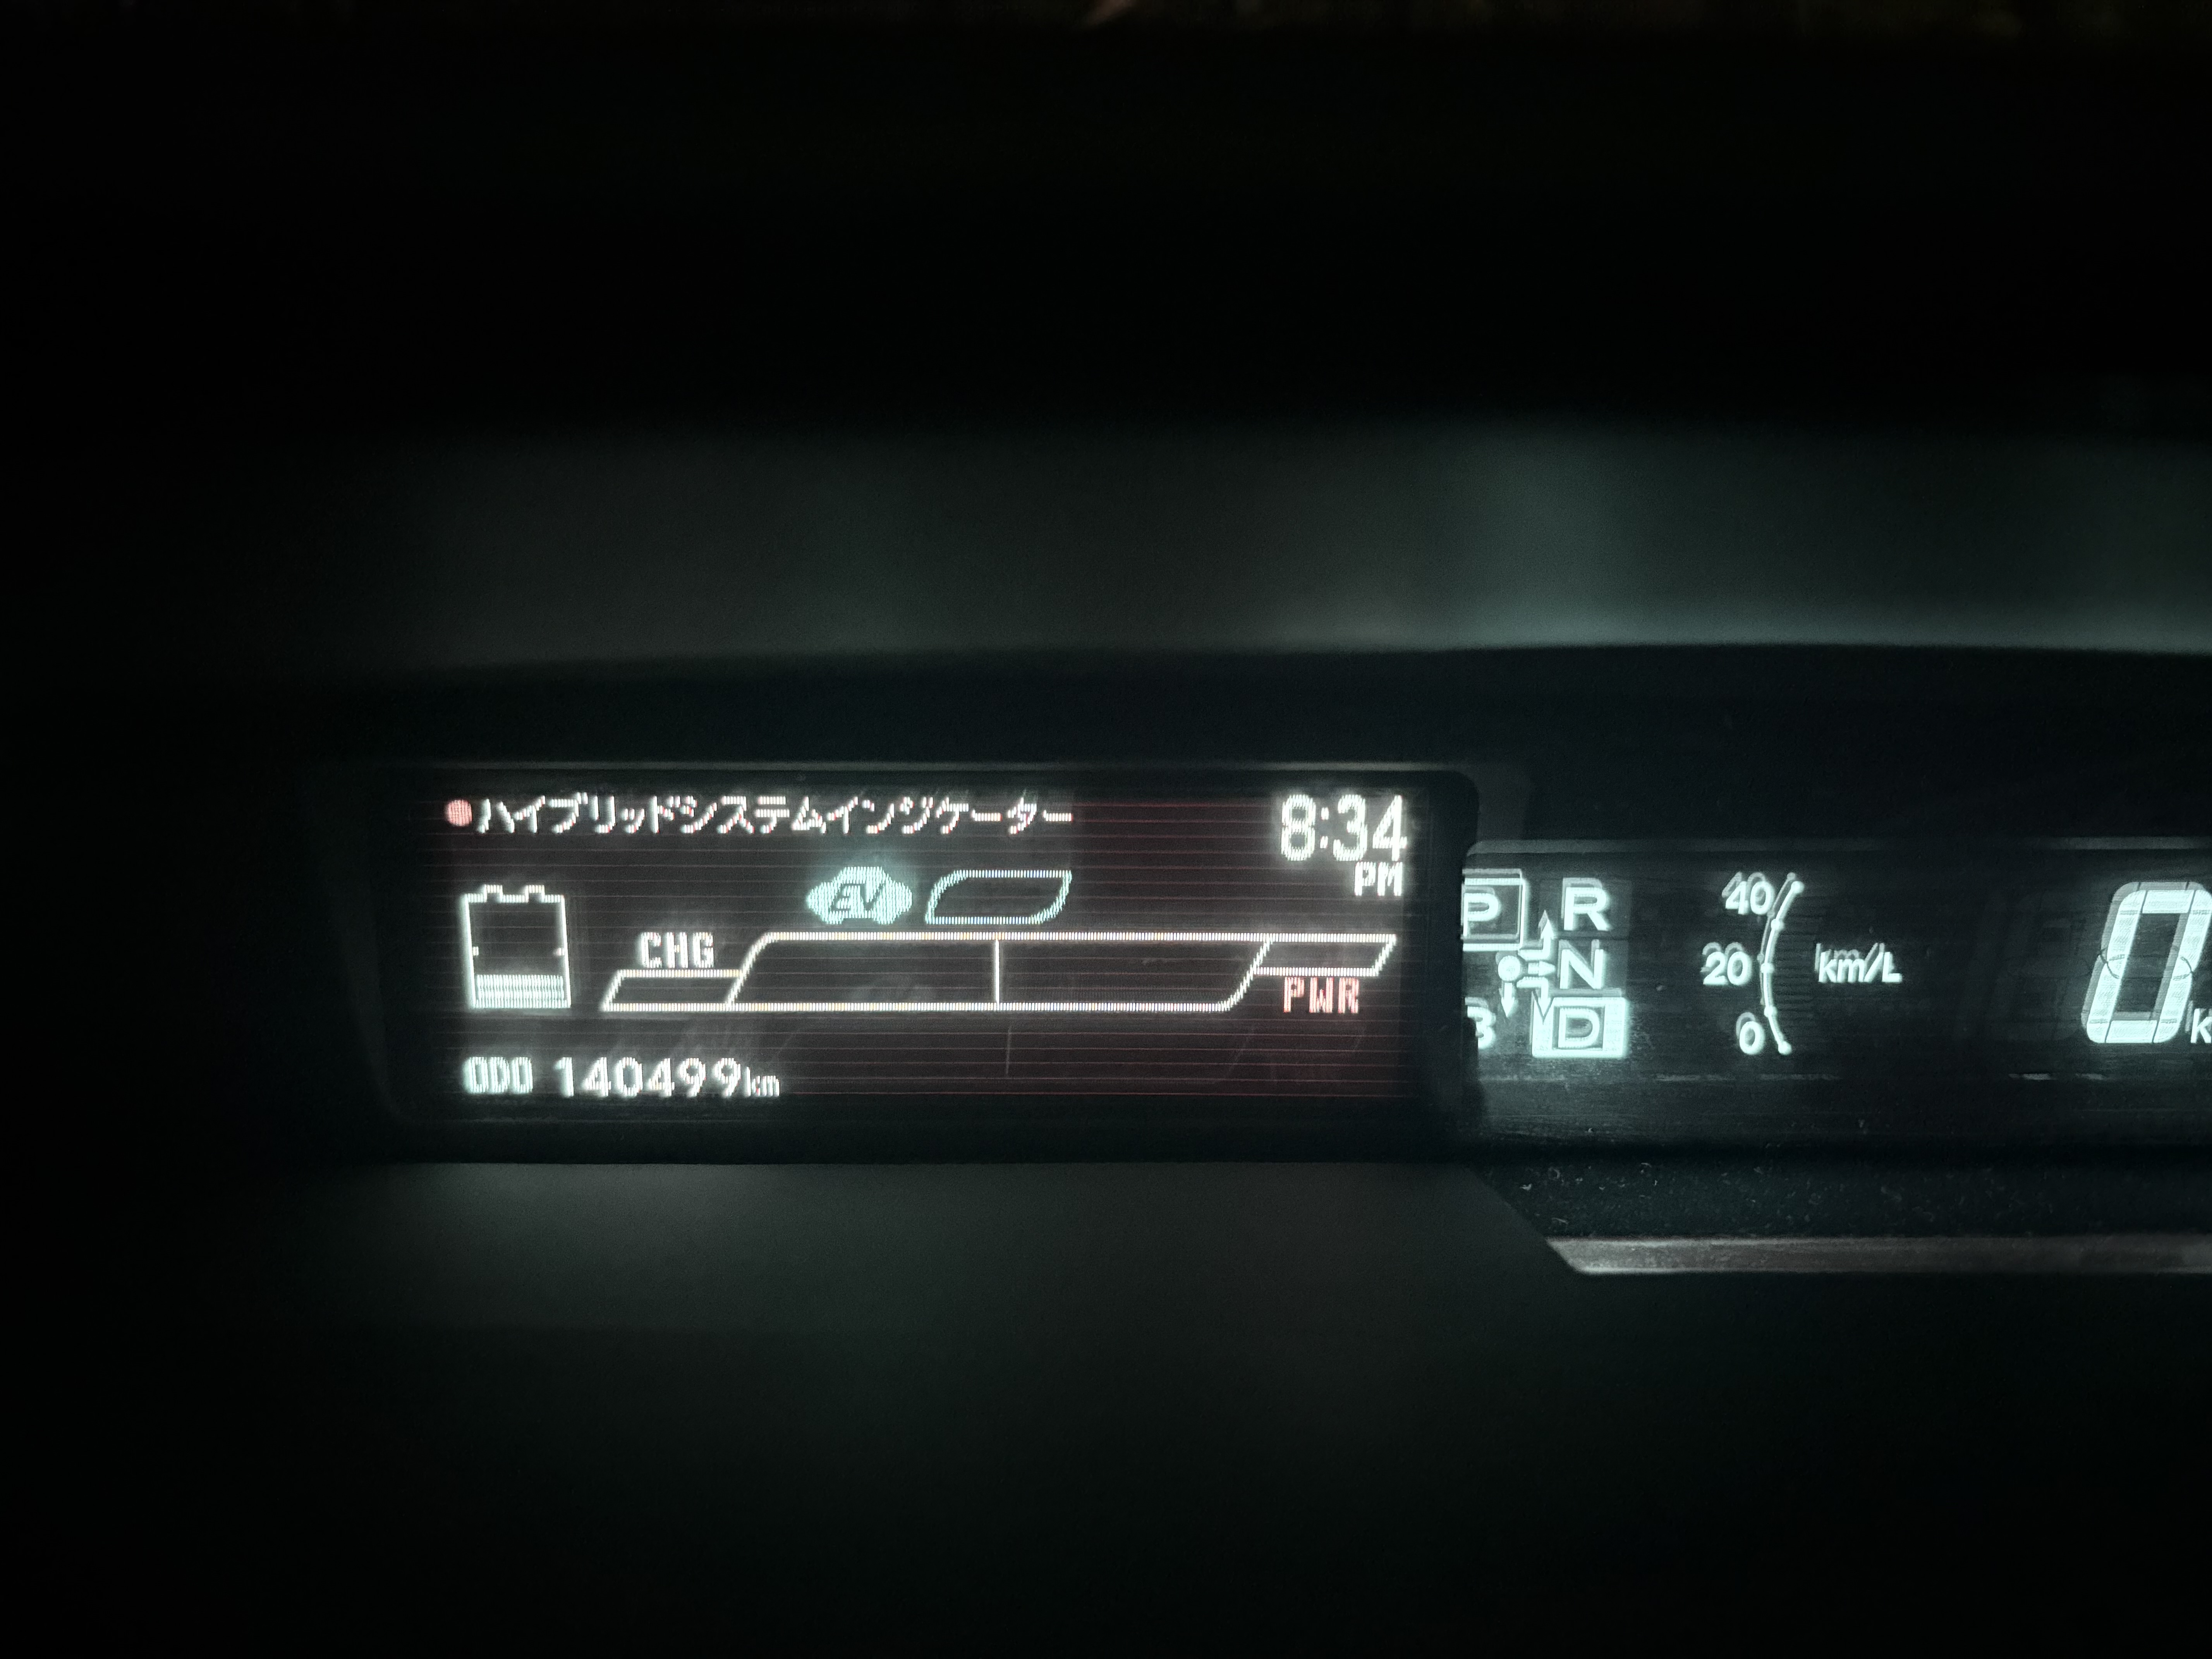 ハイブリッドシステムインジケーター
8:34
PM
EV
CHG
PWR
ODO 140499km
P R
N
B D
40
20
0
km/L
0